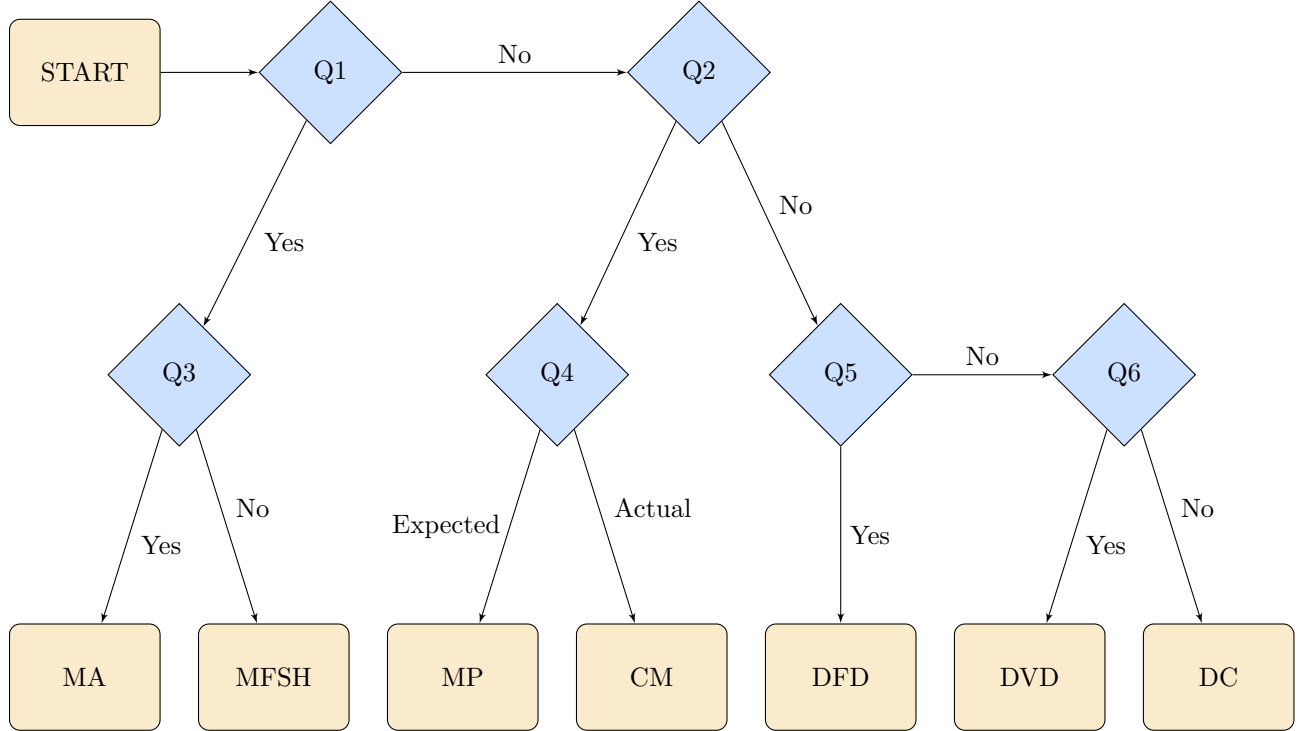 START
Q1
No
Q2
Yes
Yes
No
Q3
Q4
Q5
No
Q6
Yes
No
Expected
Actual
Yes
Yes
No
MA
MFSH
MP
CM
DFD
DVD
DC